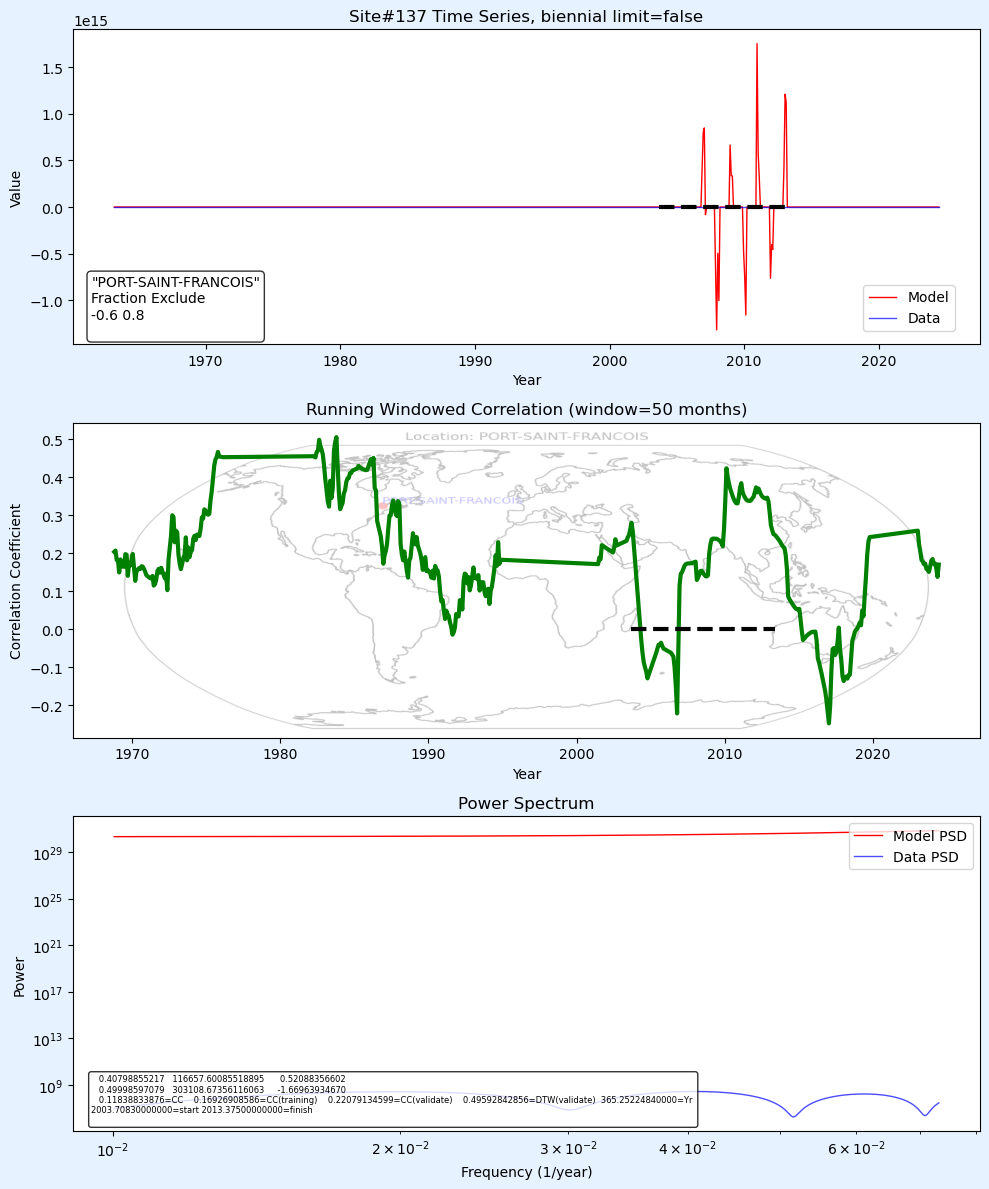 Site#137 Time Series, biennial limit=false
1e15
1.5
1.0
0.5
0.0
−0.5
−1.0
Value
"PORT-SAINT-FRANCOIS"
Fraction Exclude
-0.6 0.8
Model
Data
1970
1980
1990
2000
2010
2020
Year
Running Windowed Correlation (window=50 months)
Location: PORT-SAINT-FRANCOIS
PORT-SAINT-FRANCOIS
0.5
0.4
0.3
0.2
0.1
0.0
−0.1
−0.2
Correlation Coefficient
1970
1980
1990
2000
2010
2020
Year
Power Spectrum
Model PSD
Data PSD
10^29
10^25
10^21
10^17
10^13
10^9
Power
0.40798855217 116657.60085518895 0.52088356602
0.49998597079 303108.67356116063 -1.66963934670
0.11838833876=CC 0.16926908586=CC(training) 0.22079134599=CC(validate) 0.49592842856=DTW(validate) 365.25224840000=Yr
2003.70830000000=start 2013.37500000000=finish
10^−2
2 × 10^−2
3 × 10^−2
4 × 10^−2
6 × 10^−2
Frequency (1/year)